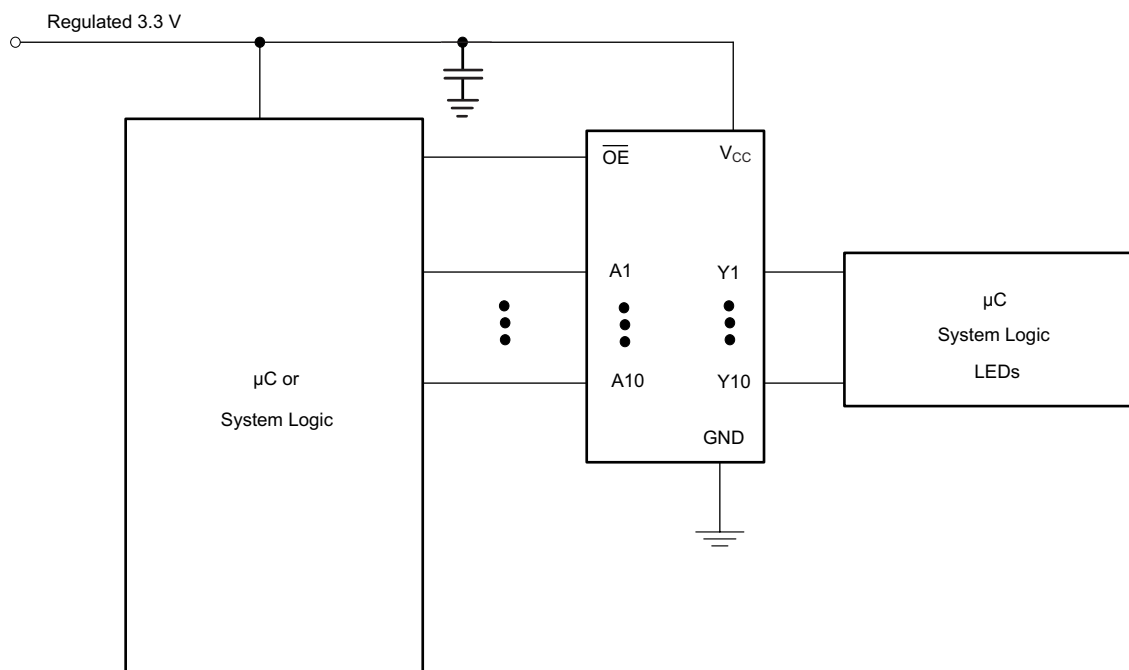 Regulated 3.3 V
OE
VCC
A1
Y1
A10
Y10
GND
µC or
System Logic
µC
System Logic
LEDs